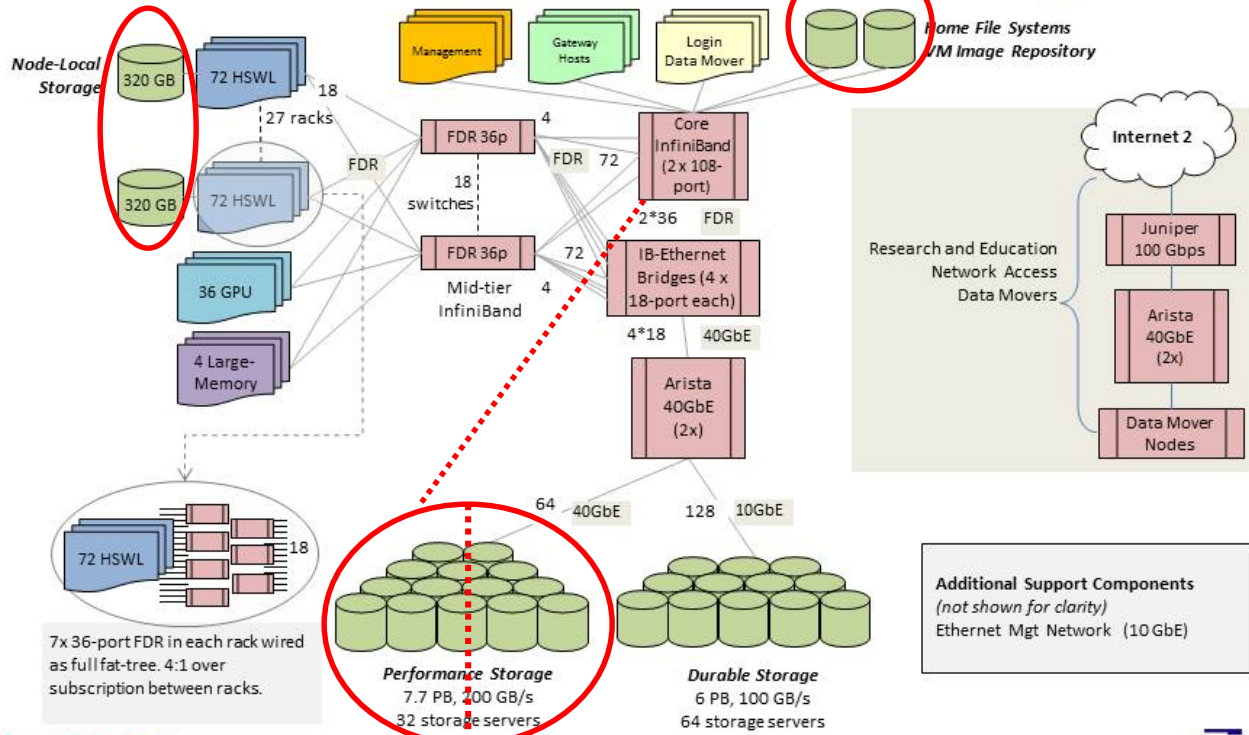 Node-Local
Storage
320 GB
72 HSWL
18
27 racks
320 GB
72 HSWL
FDR
36 GPU
4 Large-
Memory
Management
Gateway
Hosts
Login
Data Mover
Home File Systems
VM Image Repository
FDR 36p
4
FDR
72
18
switches
FDR 36p
72
4
Mid-tier
InfiniBand
Core
InfiniBand
(2 x 108-
port)
2*36
FDR
IB-Ethernet
Bridges (4 x
18-port each)
4*18
40GbE
Arista
40GbE
(2x)
64
40GbE
128
10GbE
Internet 2
Research and Education
Network Access
Data Movers
Juniper
100 Gbps
Arista
40GbE
(2x)
Data Mover
Nodes
72 HSWL
18
7x 36-port FDR in each rack wired
as full fat-tree. 4:1 over
subscription between racks.
Performance Storage
7.7 PB, 200 GB/s
32 storage servers
Durable Storage
6 PB, 100 GB/s
64 storage servers
Additional Support Components
(not shown for clarity)
Ethernet Mgt Network (10 GbE)